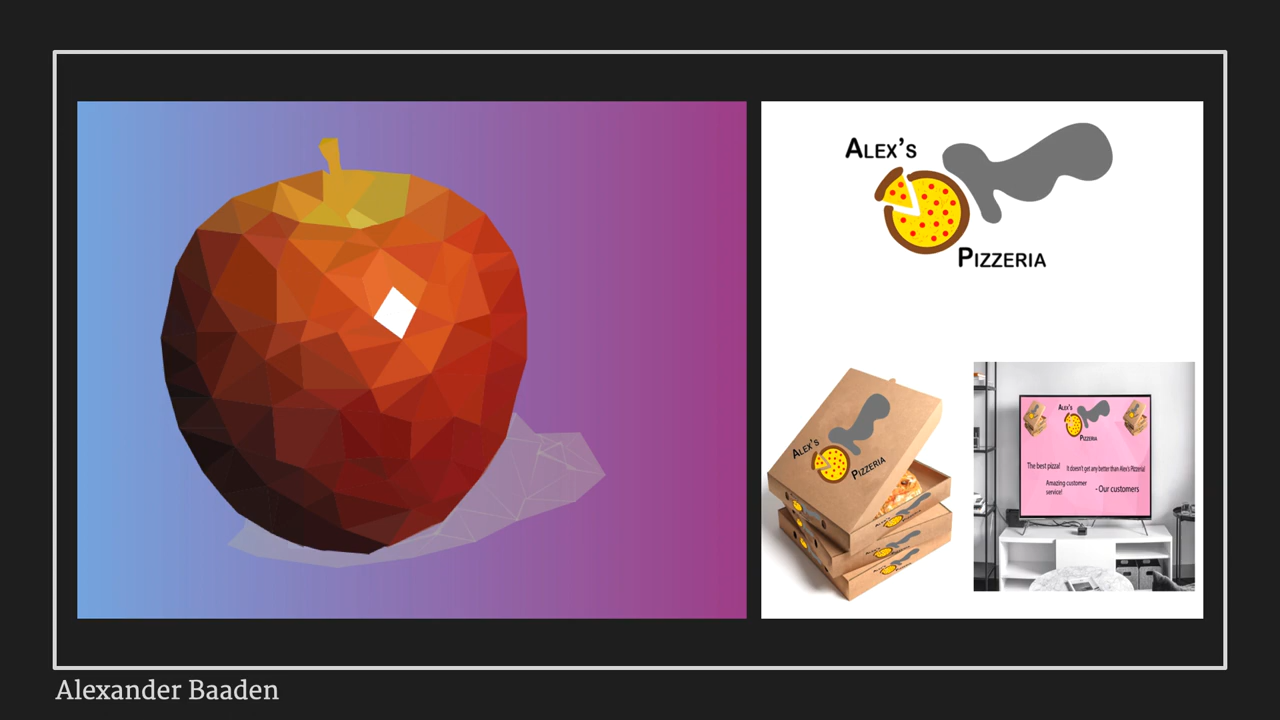 Alex's
Pizzeria
Alex's
Pizzeria
Alex's
Pizzeria
The best pizza!
It doesn't get any better than Alex's Pizzeria!
Amazing customer
service!
- Our customers
Alexander Baaden